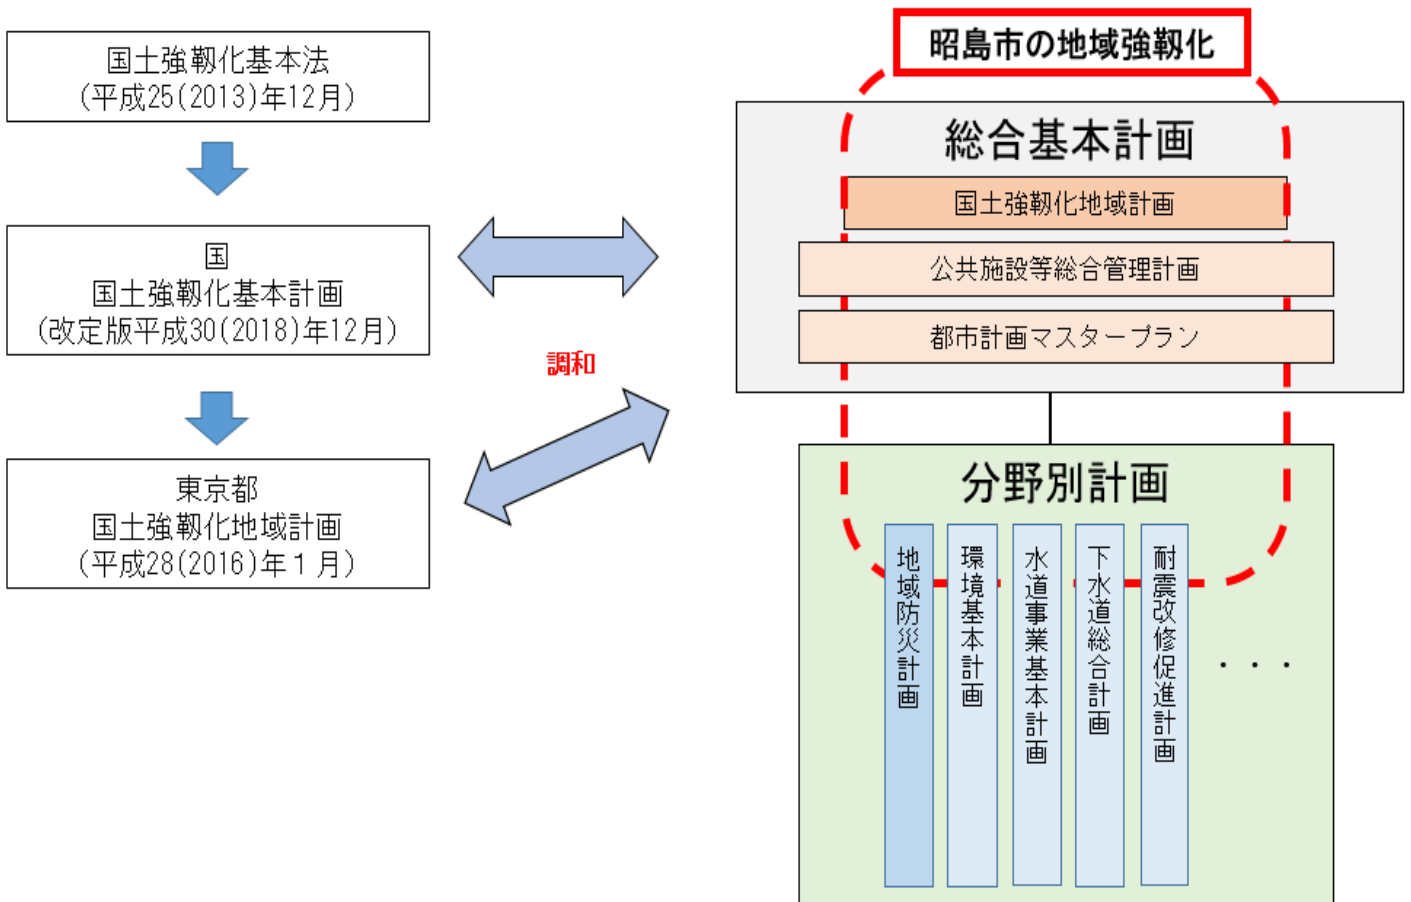 国土強靱化基本法
(平成25(2013)年12月)
国
国土強靱化基本計画
(改定版平成30(2018)年12月)
東京都
国土強靱化地域計画
(平成28(2016)年１月)
調和
昭島市の地域強靱化
総合基本計画
国土強靱化地域計画
公共施設等総合管理計画
都市計画マスタープラン
分野別計画
地域防災計画
環境基本計画
水道事業基本計画
下水道総合計画
耐震改修促進計画
・・・